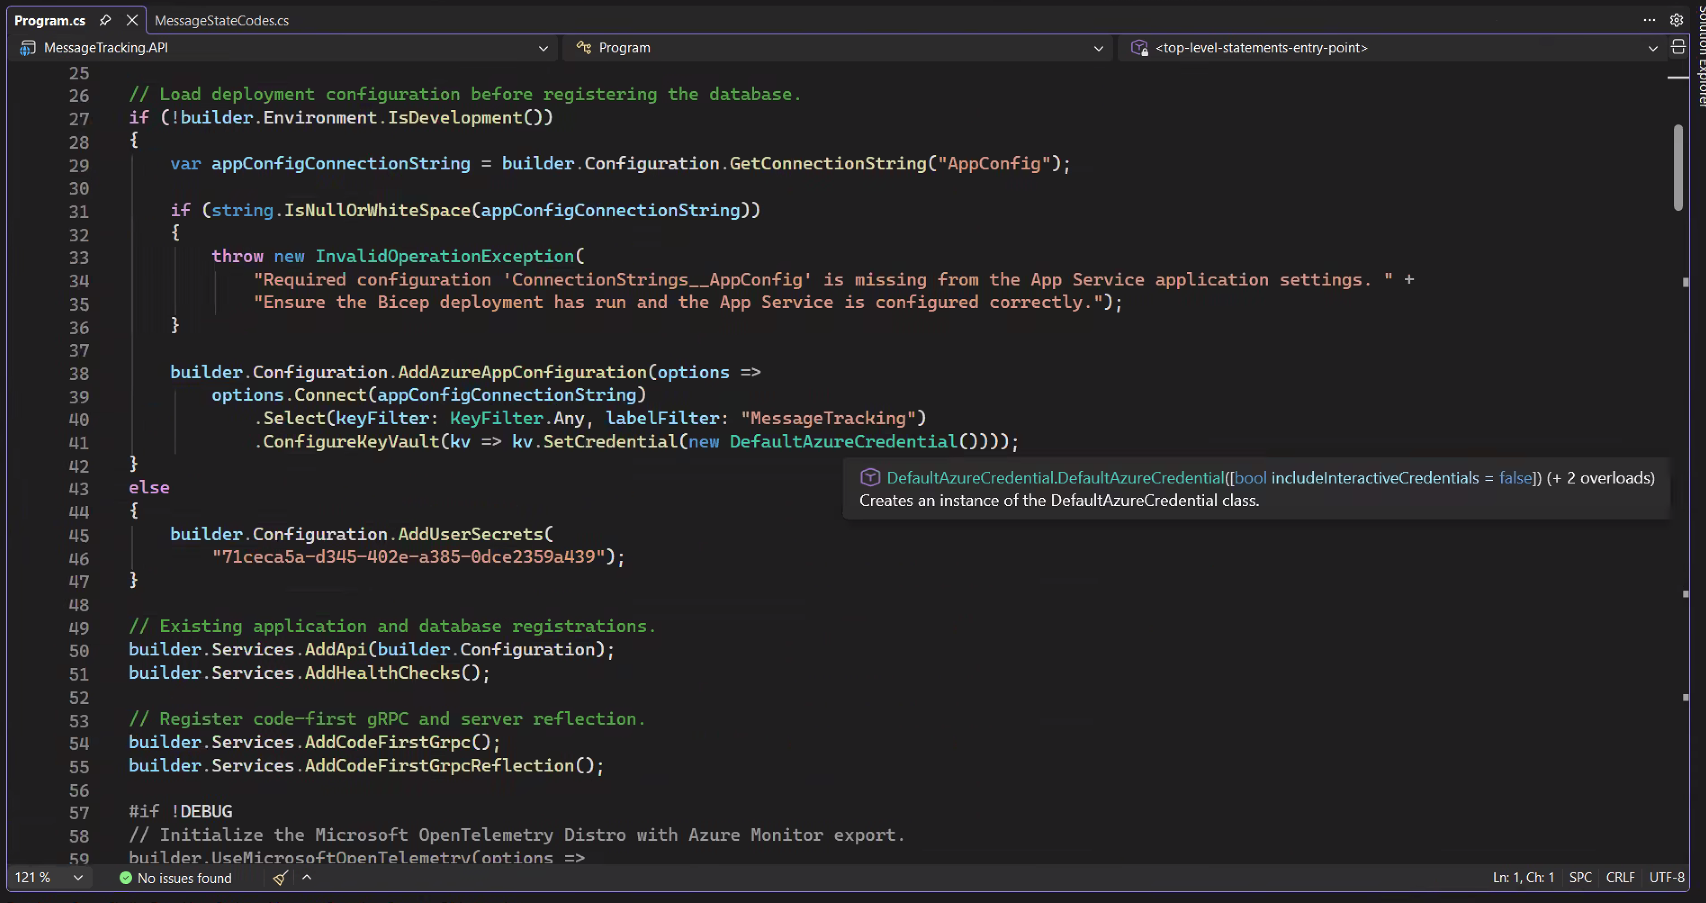 Program.cs MessageStateCodes.cs
MessageTracking.API Program <top-level-statements-entry-point>
Solution Explorer
25
26 // Load deployment configuration before registering the database.
27 if (!builder.Environment.IsDevelopment())
28 {
29 var appConfigConnectionString = builder.Configuration.GetConnectionString("AppConfig");
30
31 if (string.IsNullOrWhiteSpace(appConfigConnectionString))
32 {
33 throw new InvalidOperationException(
34 "Required configuration 'ConnectionStrings__AppConfig' is missing from the App Service application settings. " +
35 "Ensure the Bicep deployment has run and the App Service is configured correctly.");
36 }
37
38 builder.Configuration.AddAzureAppConfiguration(options =>
39 options.Connect(appConfigConnectionString)
40 .Select(keyFilter: KeyFilter.Any, labelFilter: "MessageTracking")
41 .ConfigureKeyVault(kv => kv.SetCredential(new DefaultAzureCredential())));
42 }
DefaultAzureCredential.DefaultAzureCredential([bool includeInteractiveCredentials = false]) (+ 2 overloads)
Creates an instance of the DefaultAzureCredential class.
43 else
44 {
45 builder.Configuration.AddUserSecrets(
46 "71ceca5a-d345-402e-a385-0dce2359a439");
47 }
48
49 // Existing application and database registrations.
50 builder.Services.AddApi(builder.Configuration);
51 builder.Services.AddHealthChecks();
52
53 // Register code-first gRPC and server reflection.
54 builder.Services.AddCodeFirstGrpc();
55 builder.Services.AddCodeFirstGrpcReflection();
56
57 #if !DEBUG
58 // Initialize the Microsoft OpenTelemetry Distro with Azure Monitor export.
59 builder.UseMicrosoftOpenTelemetry(options =>
121 % No issues found Ln: 1, Ch: 1 SPC CRLF UTF-8